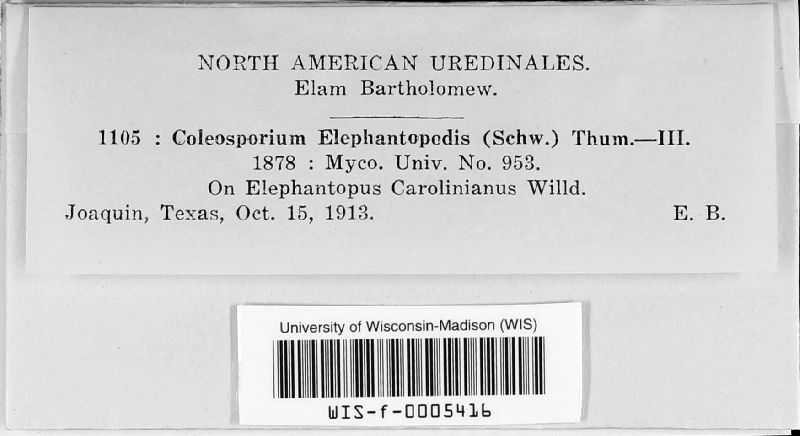 NORTH AMERICAN UREDINALES.
Elam Bartholomew.
1105 : Coleosporium Elephantopodis (Schw.) Thum.—III.
1878 : Myco. Univ. No. 953.
On Elephantopus Carolinianus Willd.
Joaquin, Texas, Oct. 15, 1913. E. B.
University of Wisconsin-Madison (WIS)
WIS-f-0005416